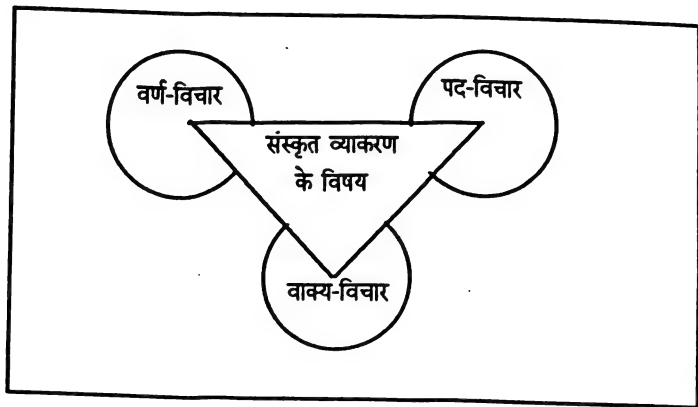 वर्ण-विचार
पद-विचार
संस्कृत व्याकरण
के विषय
वाक्य-विचार